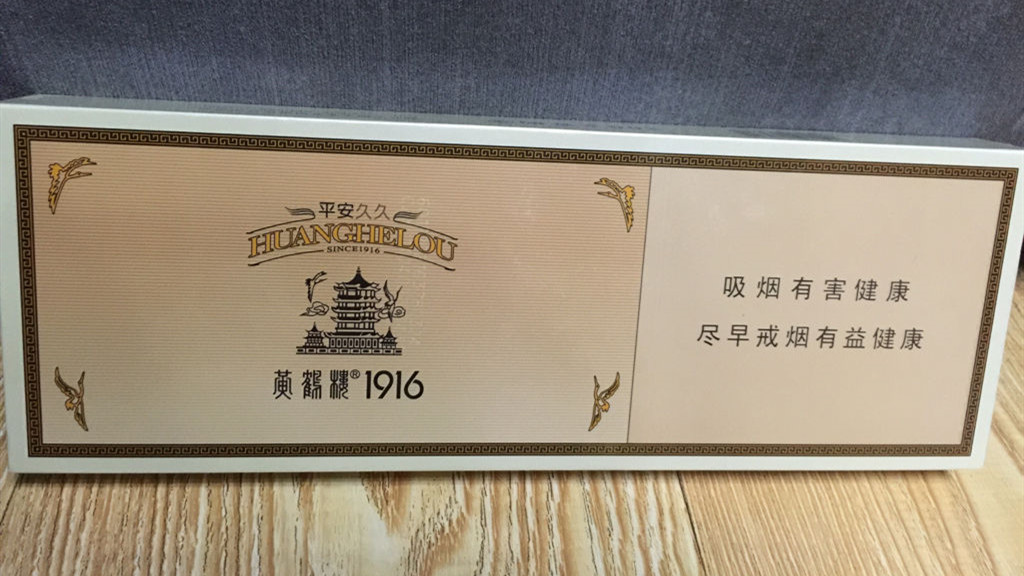 平安久久
HUANGHELOU
SINCE1916
黄鹤楼®1916
吸烟有害健康
尽早戒烟有益健康